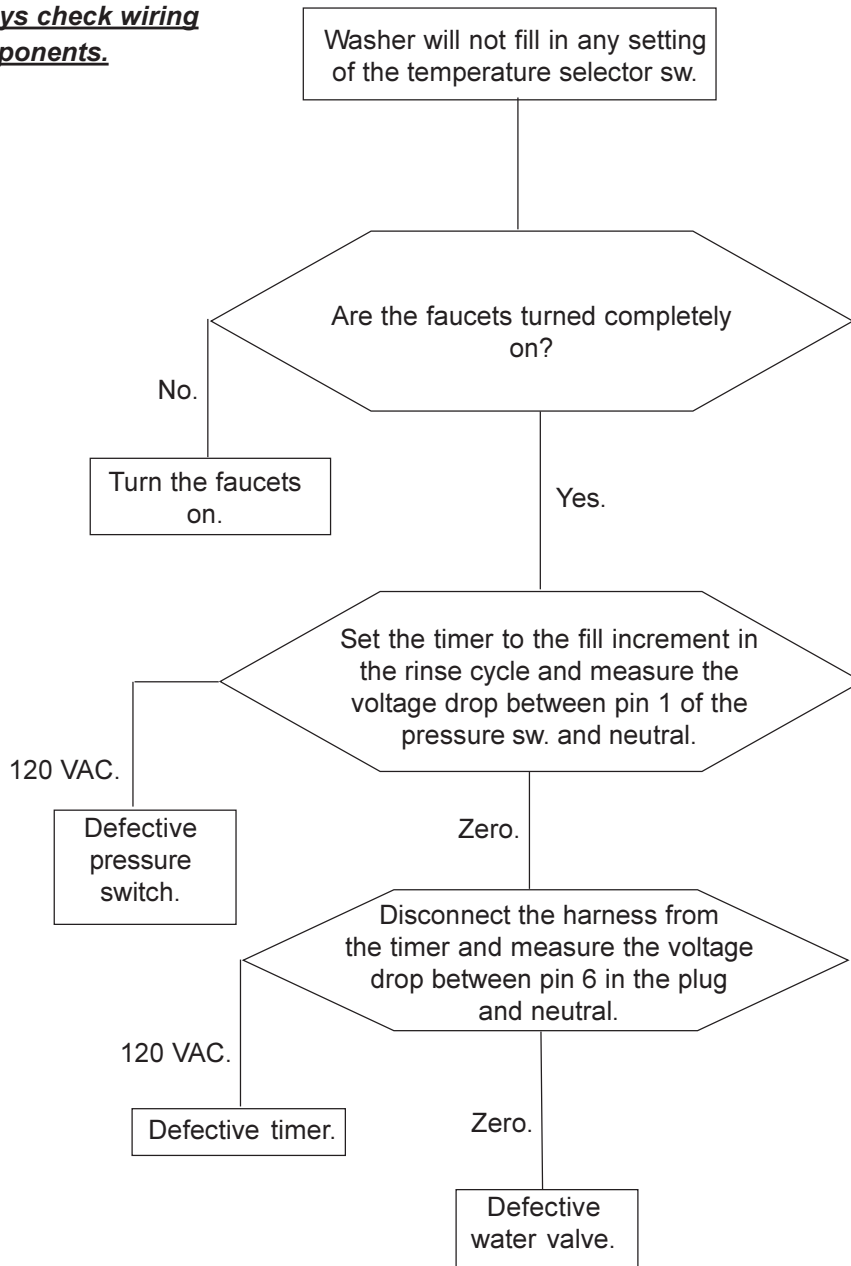 ys check wiring
ponents.
Washer will not fill in any setting
of the temperature selector sw.
Are the faucets turned completely
on?
No.
Turn the faucets
on.
Yes.
Set the timer to the fill increment in
the rinse cycle and measure the
voltage drop between pin 1 of the
pressure sw. and neutral.
120 VAC.
Defective
pressure
switch.
Zero.
Disconnect the harness from
the timer and measure the voltage
drop between pin 6 in the plug
and neutral.
120 VAC.
Defective timer.
Zero.
Defective
water valve.